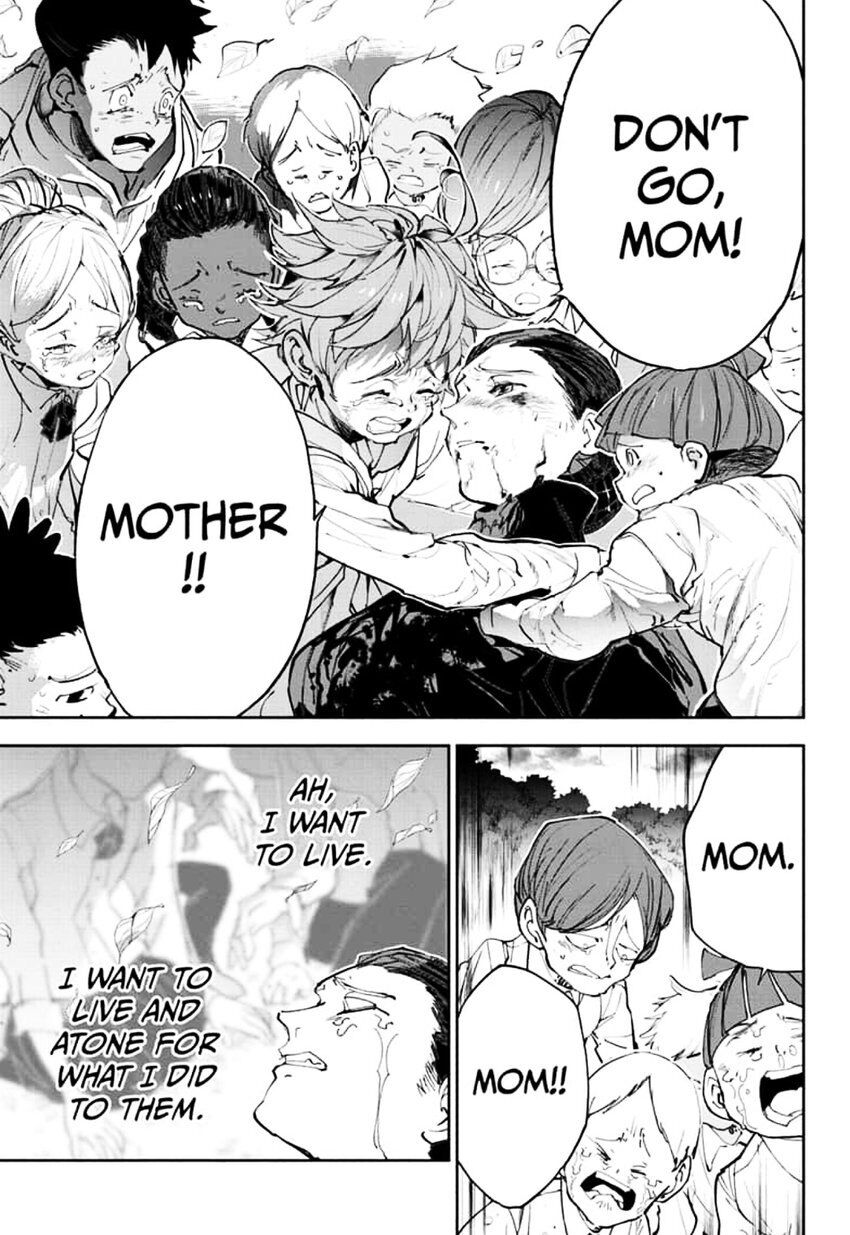 DON'T
GO,
MOM!
MOTHER
!!
MOM.
MOM!!
AH,
I WANT
TO LIVE.
I WANT TO
LIVE AND
ATONE FOR
WHAT I DID
TO THEM.